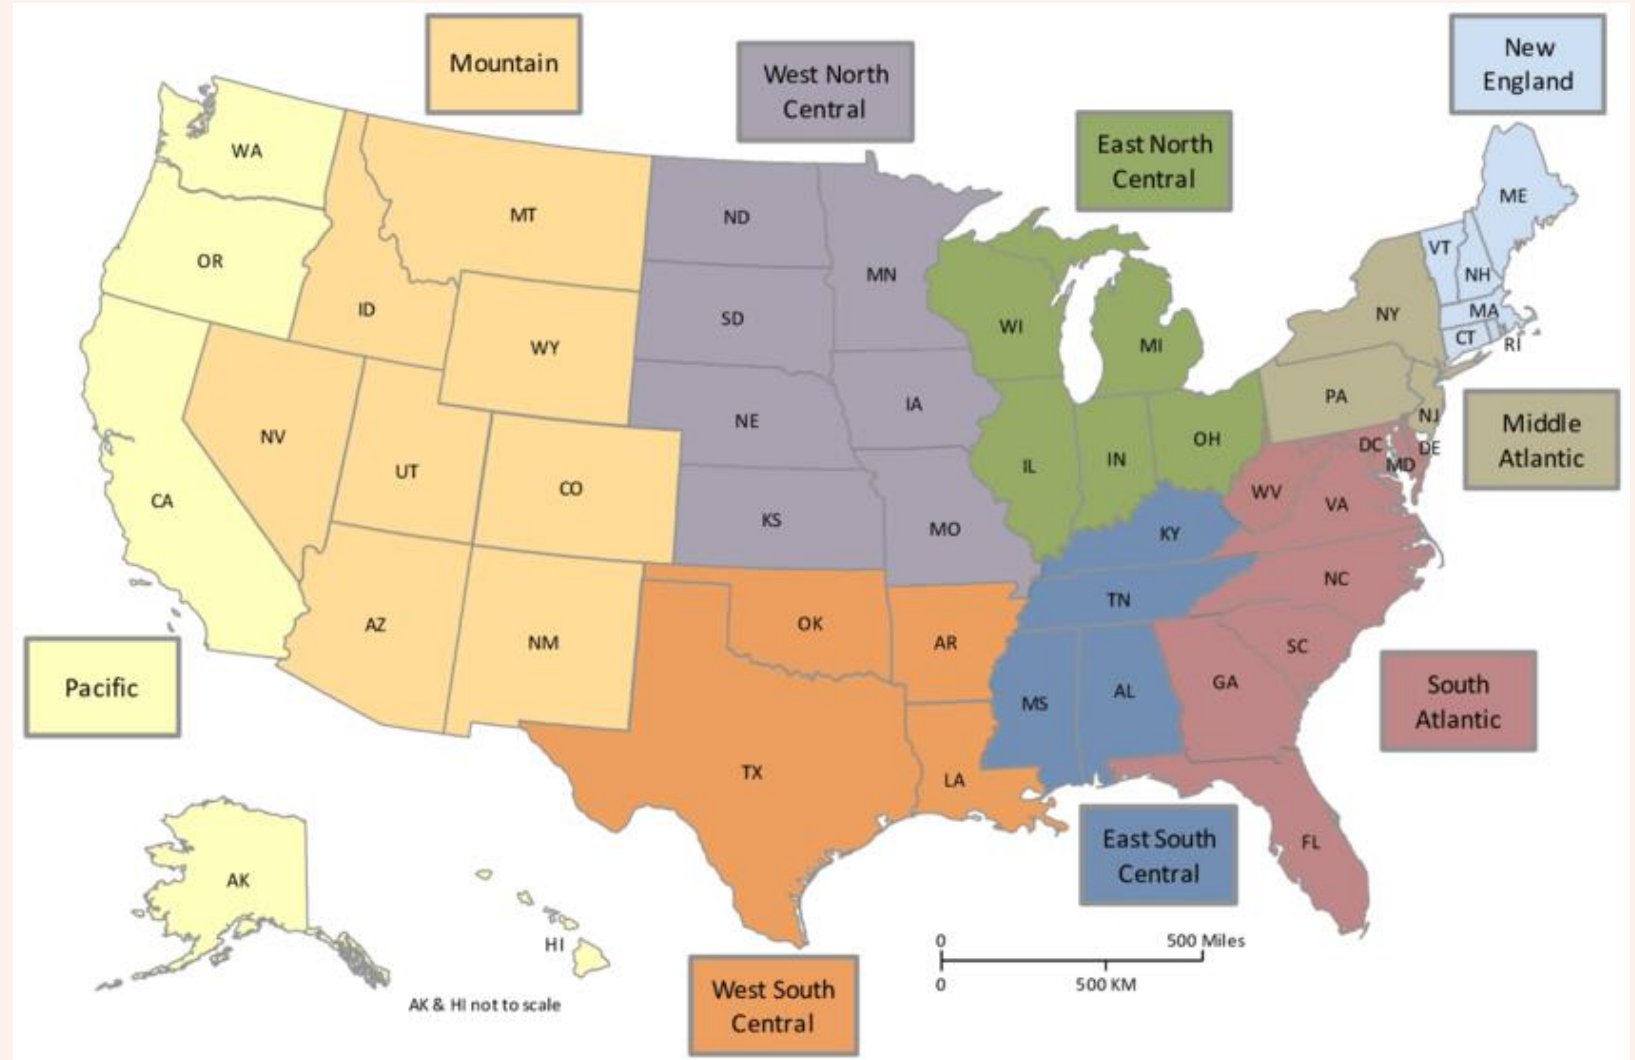 Mountain
West North
Central
East North
Central
New
England
WA
MT
ND
MN
ME
VT
NH
OR
ID
WY
SD
WI
MI
NY
MA
CT
RI
NV
UT
CO
NE
IA
IL
IN
OH
PA
NJ
Middle
Atlantic
DC
DE
MD
CA
KS
MO
KY
WV
VA
AZ
NM
OK
AR
TN
NC
SC
Pacific
TX
LA
MS
AL
GA
South
Atlantic
FL
East South
Central
AK
HI
AK & HI not to scale
West South
Central
0
500 Miles
0
500 KM